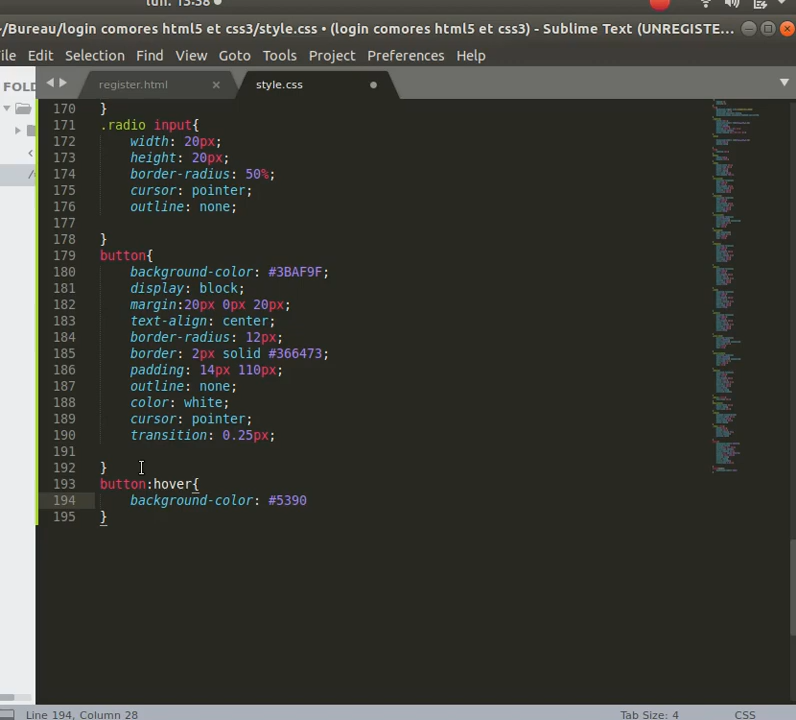 lun. 15:38
~/Bureau/login comores html5 et css3/style.css • (login comores html5 et css3) - Sublime Text (UNREGISTE...
ile Edit Selection Find View Goto Tools Project Preferences Help
FOLD
register.html × style.css
170 }
171 .radio input{
172 width: 20px;
173 height: 20px;
174 border-radius: 50%;
175 cursor: pointer;
176 outline: none;
177
178 }
179 button{
180 background-color: #3BAF9F;
181 display: block;
182 margin:20px 0px 20px;
183 text-align: center;
184 border-radius: 12px;
185 border: 2px solid #366473;
186 padding: 14px 110px;
187 outline: none;
188 color: white;
189 cursor: pointer;
190 transition: 0.25px;
191
192 }
193 button:hover{
194 background-color: #5390
195 }
Line 194, Column 28 Tab Size: 4 CSS